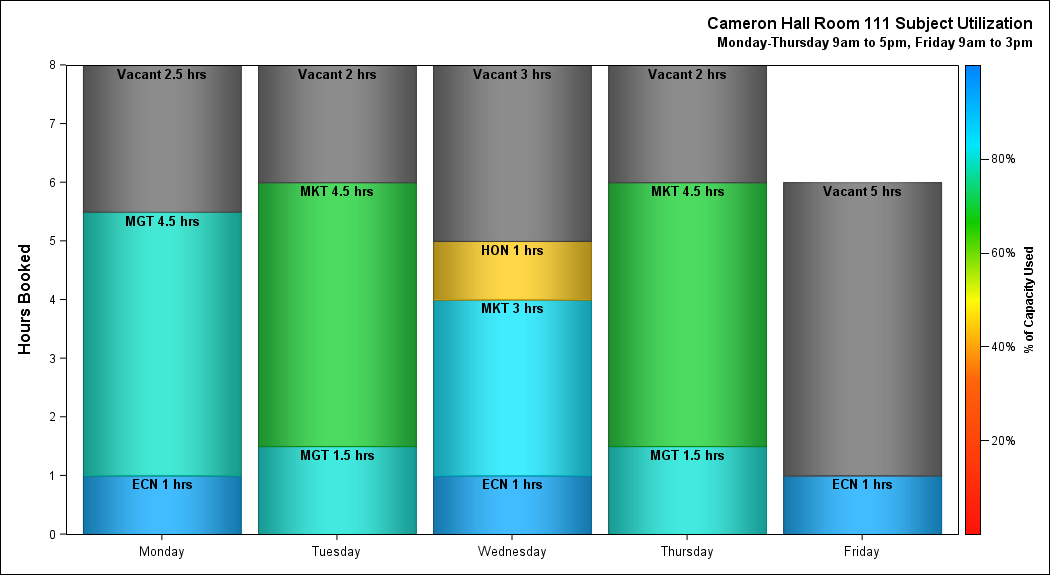 Cameron Hall Room 111 Subject Utilization
Monday-Thursday 9am to 5pm, Friday 9am to 3pm
8
7
6
5
4
3
2
1
0
Hours Booked
Vacant 2.5 hrs
MGT 4.5 hrs
ECN 1 hrs
Vacant 2 hrs
MKT 4.5 hrs
MGT 1.5 hrs
Vacant 3 hrs
HON 1 hrs
MKT 3 hrs
ECN 1 hrs
Vacant 2 hrs
MKT 4.5 hrs
MGT 1.5 hrs
Vacant 5 hrs
ECN 1 hrs
Monday
Tuesday
Wednesday
Thursday
Friday
80%
60%
40%
20%
% of Capacity Used